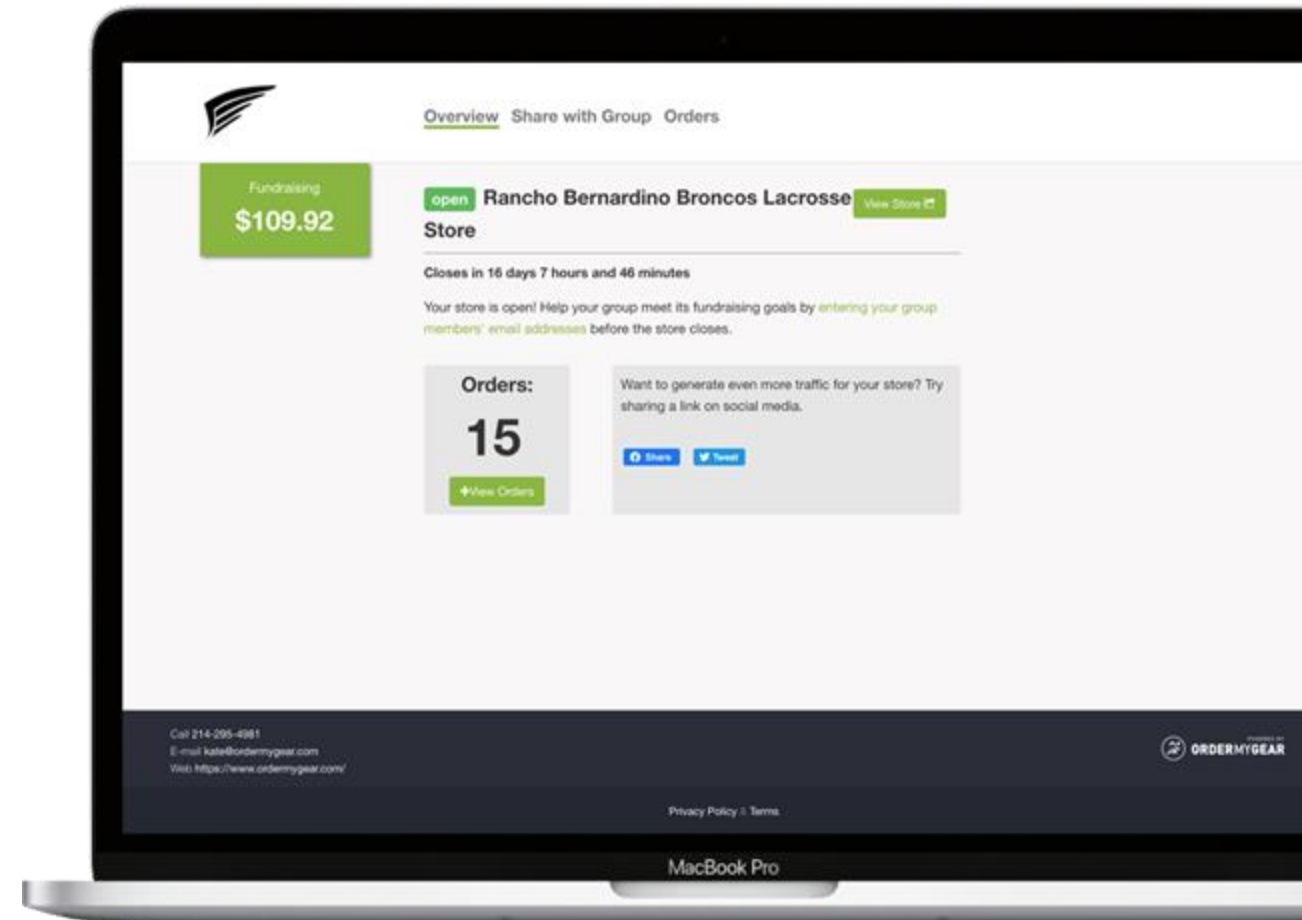 Overview Share with Group Orders
Fundraising
$109.92
open Rancho Bernardino Broncos Lacrosse
Store
View Store
Closes in 16 days 7 hours and 46 minutes
Your store is open! Help your group meet its fundraising goals by entering your group
members' email addresses before the store closes.
Orders:
15
+View Orders
Want to generate even more traffic for your store? Try
sharing a link on social media.
Share Tweet
Call 214-295-4981
E-mail kate@ordermygear.com
Web https://www.ordermygear.com/
POWERED BY
ORDERMYGEAR
Privacy Policy & Terms
MacBook Pro